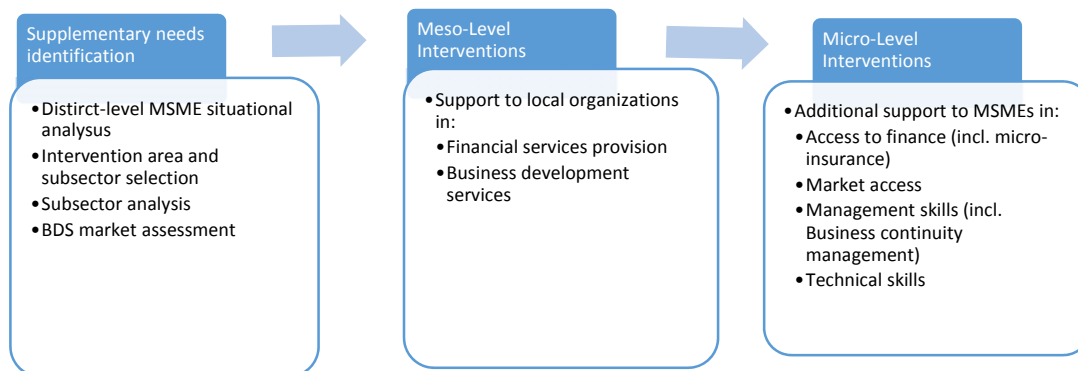 Supplementary needs
identification
•Distirct-level MSME situational
analysus
•Intervention area and
subsector selection
•Subsector analysis
•BDS market assessment
Meso-Level
Interventions
•Support to local organizations
in:
•Financial services provision
•Business development
services
Micro-Level
Interventions
•Additional support to MSMEs in:
•Access to finance (incl. micro-
insurance)
•Market access
•Management skills (incl.
Business continuity
management)
•Technical skills